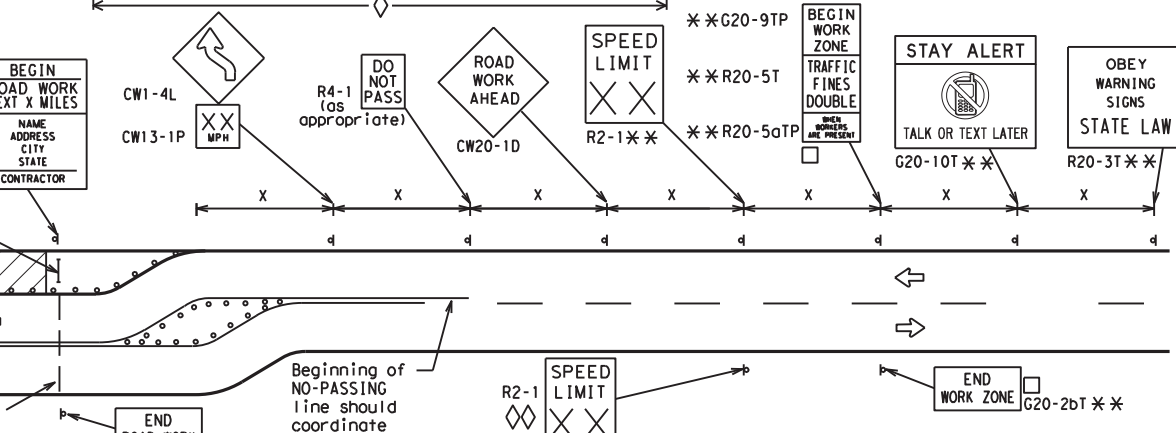 BEGIN
ROAD WORK
NEXT X MILES
NAME
ADDRESS
CITY
STATE
CONTRACTOR
CW1-4L
CW13-1P
XX
MPH
R4-1
(as
appropriate)
DO
NOT
PASS
ROAD
WORK
AHEAD
CW20-1D
SPEED
LIMIT
X X
R2-1**
**G20-9TP
**R20-5T
**R20-5aTP
BEGIN
WORK
ZONE
TRAFFIC
FINES
DOUBLE
WHEN
WORKERS
ARE PRESENT
STAY ALERT
TALK OR TEXT LATER
G20-10T**
OBEY
WARNING
SIGNS
STATE LAW
R20-3T**
X X X X X X X
Beginning of
NO-PASSING
line should
coordinate
R2-1
SPEED
LIMIT
X X
END
WORK ZONE
G20-2bT**
END
ROAD WORK